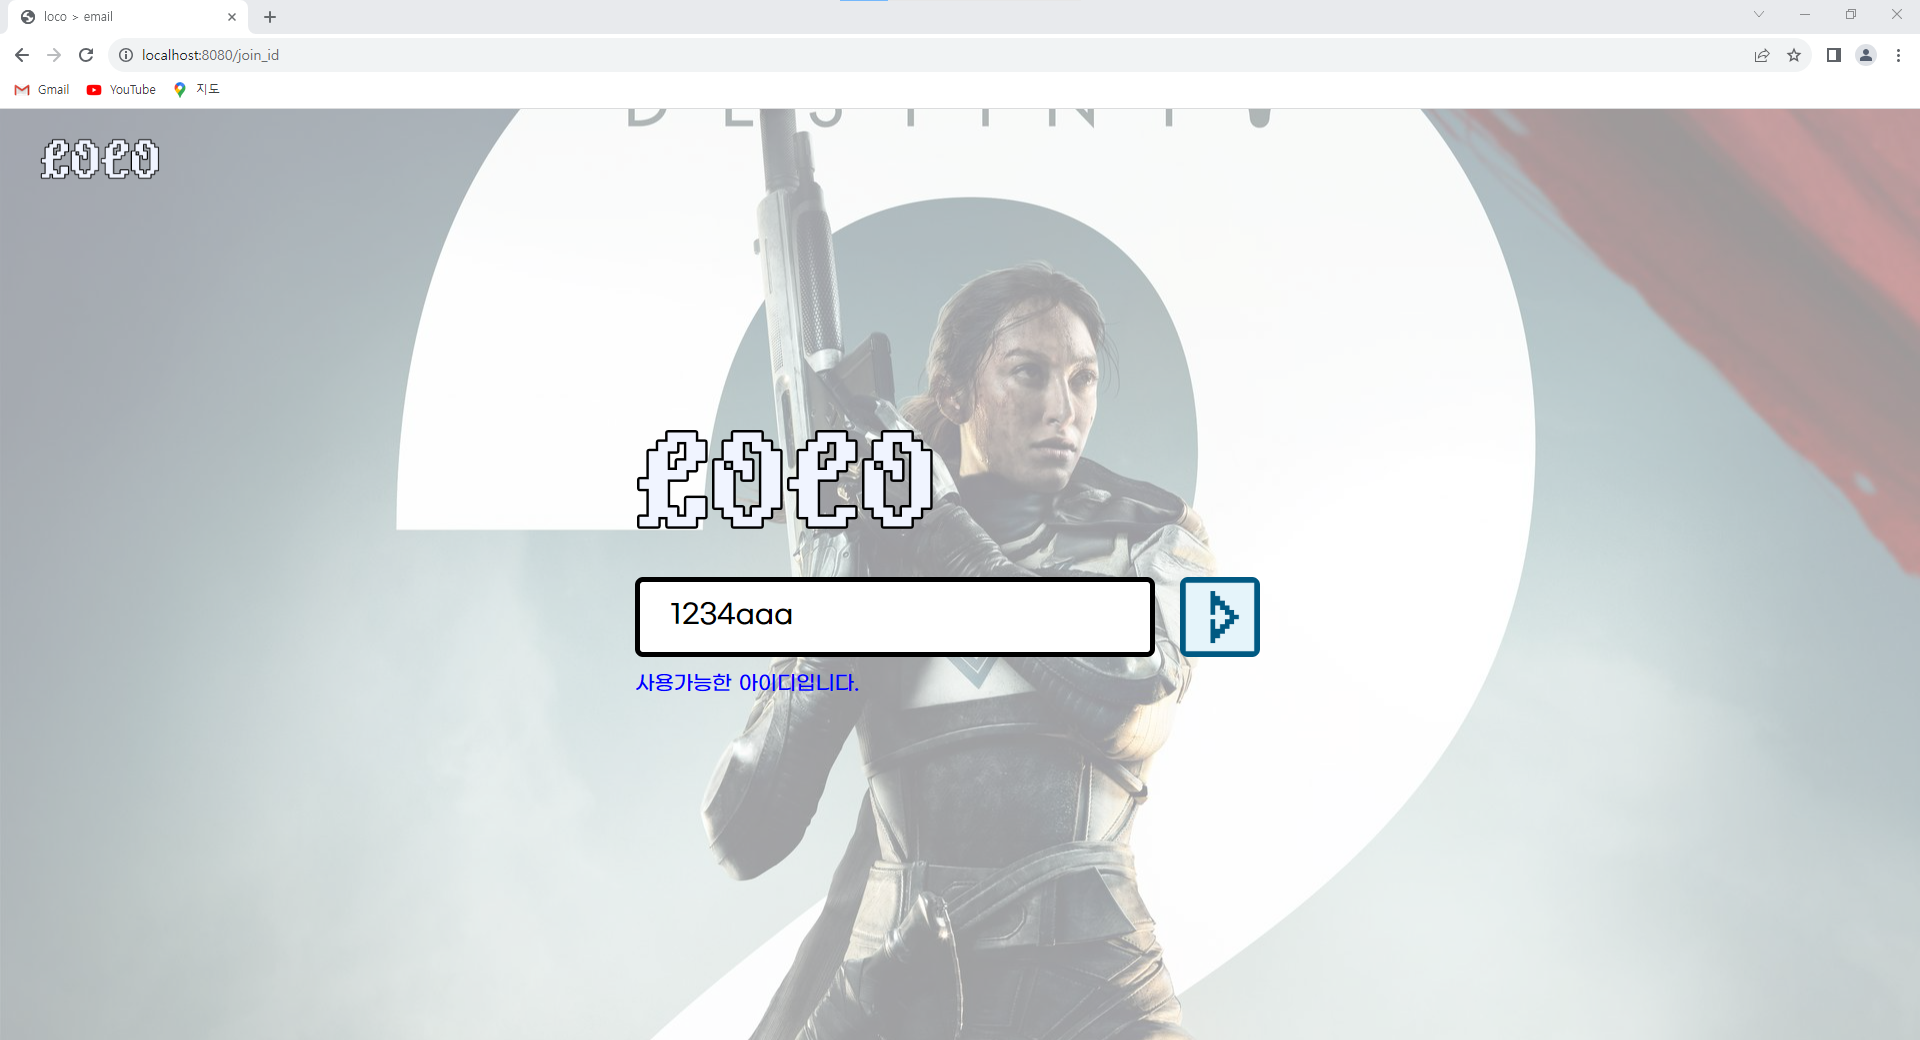 loco > email
localhost:8080/join_id
Gmail YouTube 지도
DESTINY
loco
loco
1234aaa
사용가능한 아이디입니다.